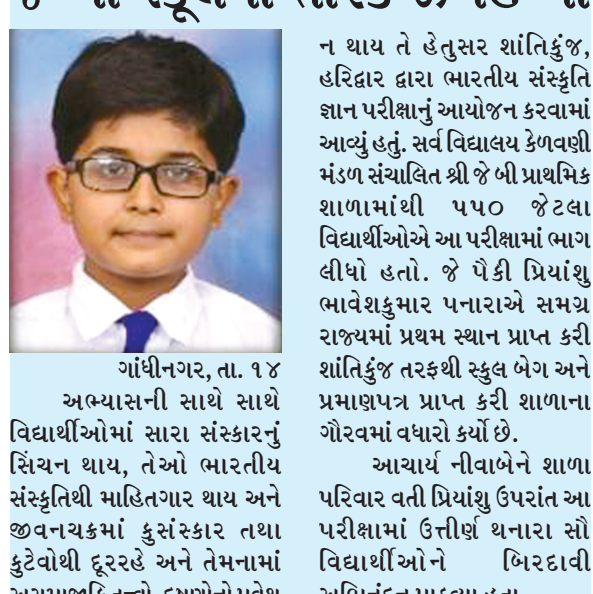 ગાંધીનગર, તા. ૧૪
અભ્યાસની સાથે સાથે
વિદ્યાર્થીઓમાં સારા સંસ્કારનું
સિંચન થાય, તેઓ ભારતીય
સંસ્કૃતિથી માહિતગાર થાય અને
જીવનચક્રમાં કુસંસ્કાર તથા
કુટેવોથી દૂરરહે અને તેમનામાં
ન થાય તે હેતુસર શાંતિકુંજ,
હરિદ્વાર દ્વારા ભારતીય સંસ્કૃતિ
જ્ઞાન પરીક્ષાનું આયોજન કરવામાં
આવ્યું હતું. સર્વ વિદ્યાલય કેળવણી
મંડળ સંચાલિત શ્રી જે બી પ્રાથમિક
શાળામાંથી ૫૫૦ જેટલા
વિદ્યાર્થીઓએ આ પરીક્ષામાં ભાગ
લીધો હતો. જે પૈકી પ્રિયાંશુ
ભાવેશકુમાર પનારાએ સમગ્ર
રાજ્યમાં પ્રથમ સ્થાન પ્રાપ્ત કરી
શાંતિકુંજ તરફથી સ્કુલ બેગ અને
પ્રમાણપત્ર પ્રાપ્ત કરી શાળાના
ગૌરવમાં વધારો કર્યો છે.
આચાર્ય નીવાબેને શાળા
પરિવાર વતી પ્રિયાંશુ ઉપરાંત આ
પરીક્ષામાં ઉત્તીર્ણ થનારા સૌ
વિદ્યાર્થીઓને બિરદાવી